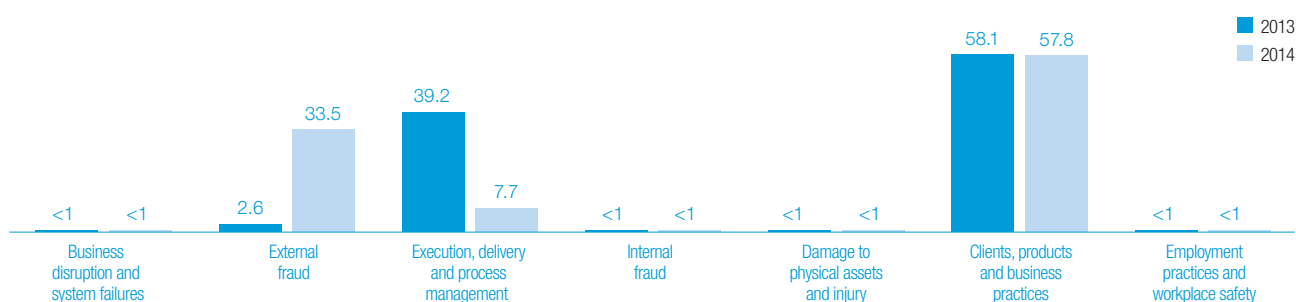 2013
2014
58.1
57.8
39.2
33.5
7.7
2.6
<1
<1
<1
<1
<1
<1
<1
<1
Business
disruption and
system failures
External
fraud
Execution, delivery
and process
management
Internal
fraud
Damage to
physical assets
and injury
Clients, products
and business
practices
Employment
practices and
workplace safety